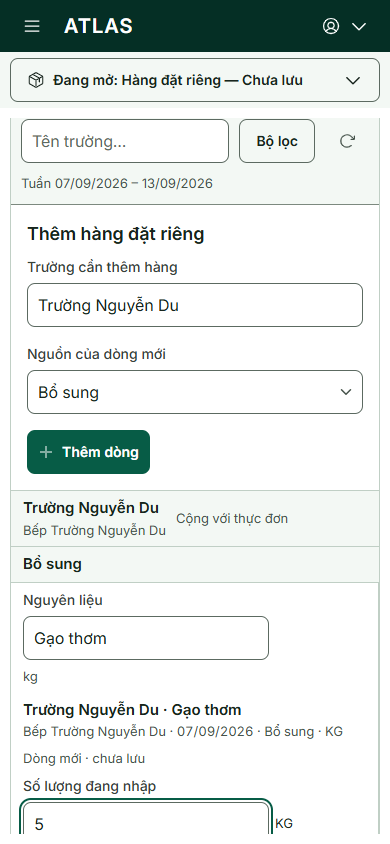 ATLAS
Đang mở: Hàng đặt riêng — Chưa lưu
Tên trường...
Bộ lọc
Tuần 07/09/2026 – 13/09/2026
Thêm hàng đặt riêng
Trường cần thêm hàng
Trường Nguyễn Du
Nguồn của dòng mới
Bổ sung
Thêm dòng
Trường Nguyễn Du
Bếp Trường Nguyễn Du
Cộng với thực đơn
Bổ sung
Nguyên liệu
Gạo thơm
kg
Trường Nguyễn Du · Gạo thơm
Bếp Trường Nguyễn Du · 07/09/2026 · Bổ sung · KG
Dòng mới · chưa lưu
Số lượng đang nhập
5
KG